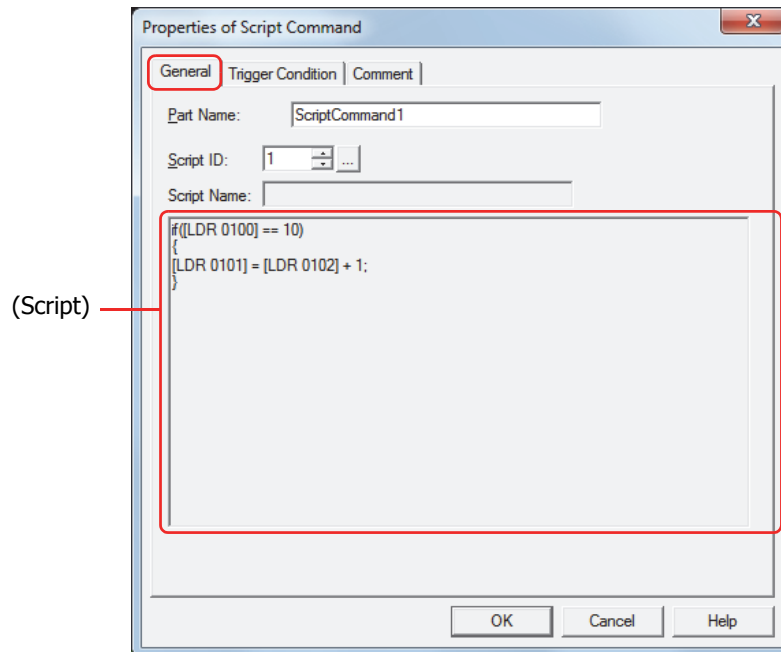 Properties of Script Command
General Trigger Condition Comment
Part Name: ScriptCommand1
Script ID: 1 ...
Script Name:
if([LDR 0100] == 10)
{
[LDR 0101] = [LDR 0102] + 1;
}
(Script)
OK Cancel Help